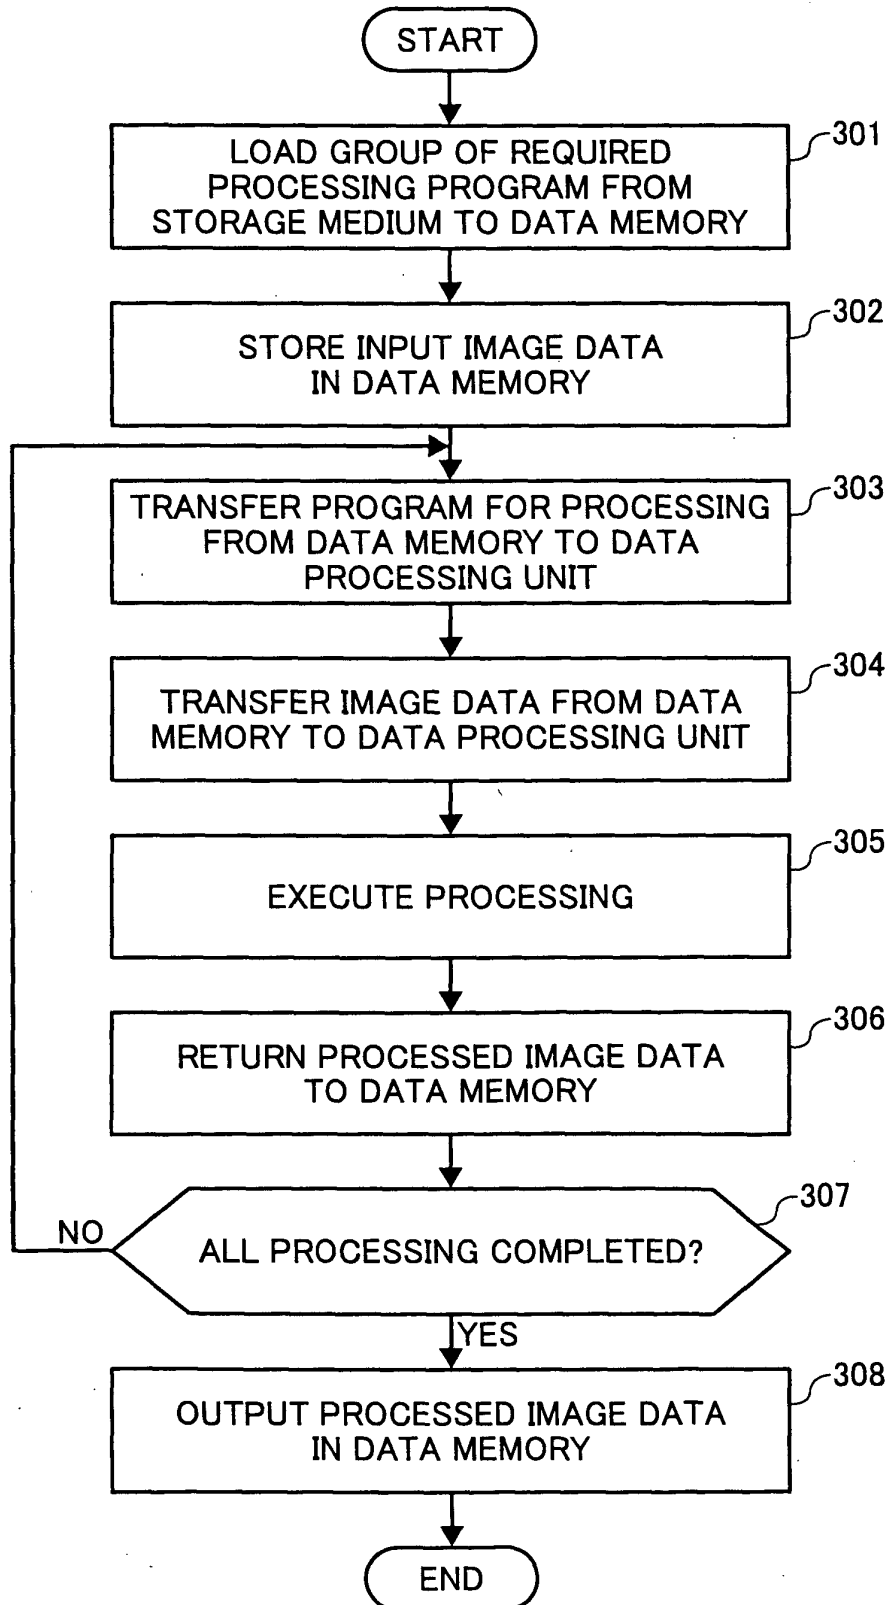 START
301
LOAD GROUP OF REQUIRED
PROCESSING PROGRAM FROM
STORAGE MEDIUM TO DATA MEMORY
302
STORE INPUT IMAGE DATA
IN DATA MEMORY
303
TRANSFER PROGRAM FOR PROCESSING
FROM DATA MEMORY TO DATA
PROCESSING UNIT
304
TRANSFER IMAGE DATA FROM DATA
MEMORY TO DATA PROCESSING UNIT
305
EXECUTE PROCESSING
306
RETURN PROCESSED IMAGE DATA
TO DATA MEMORY
307
NO
ALL PROCESSING COMPLETED?
YES
308
OUTPUT PROCESSED IMAGE DATA
IN DATA MEMORY
END